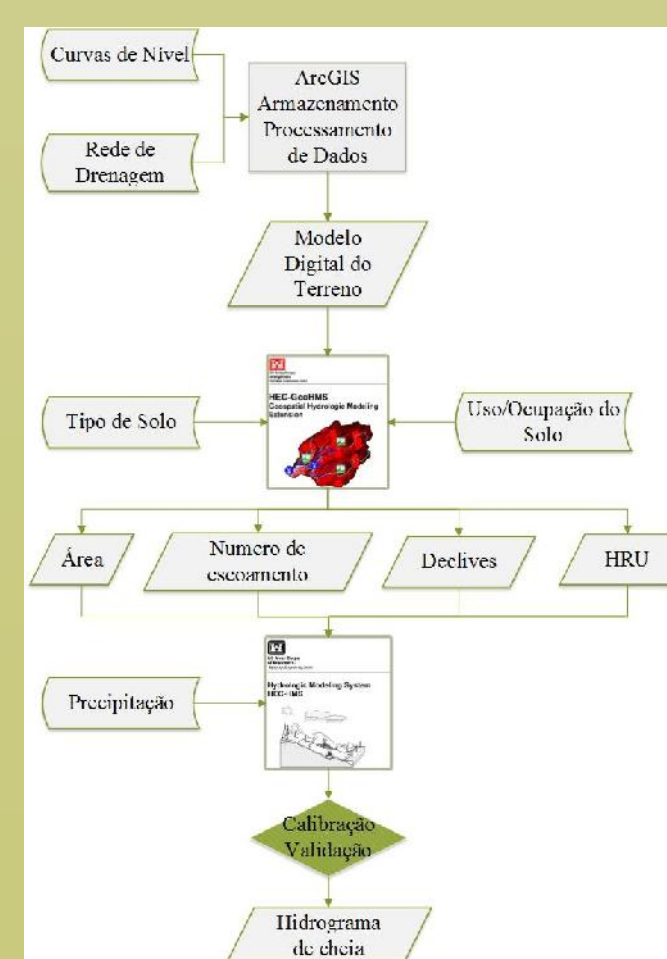 Curvas de Nível
ArcGIS
Armazenamento
Processamento
de Dados
Rede de
Drenagem
Modelo
Digital do
Terreno
HEC-GeoHMS
Geospatial Hydrologic Modeling
Extension
Tipo de Solo
Uso/Ocupação do
Solo
Área
Numero de
escoamento
Declives
HRU
Hydrologic Modeling System
HEC-HMS
Precipitação
Calibração
Validação
Hidrograma
de cheia